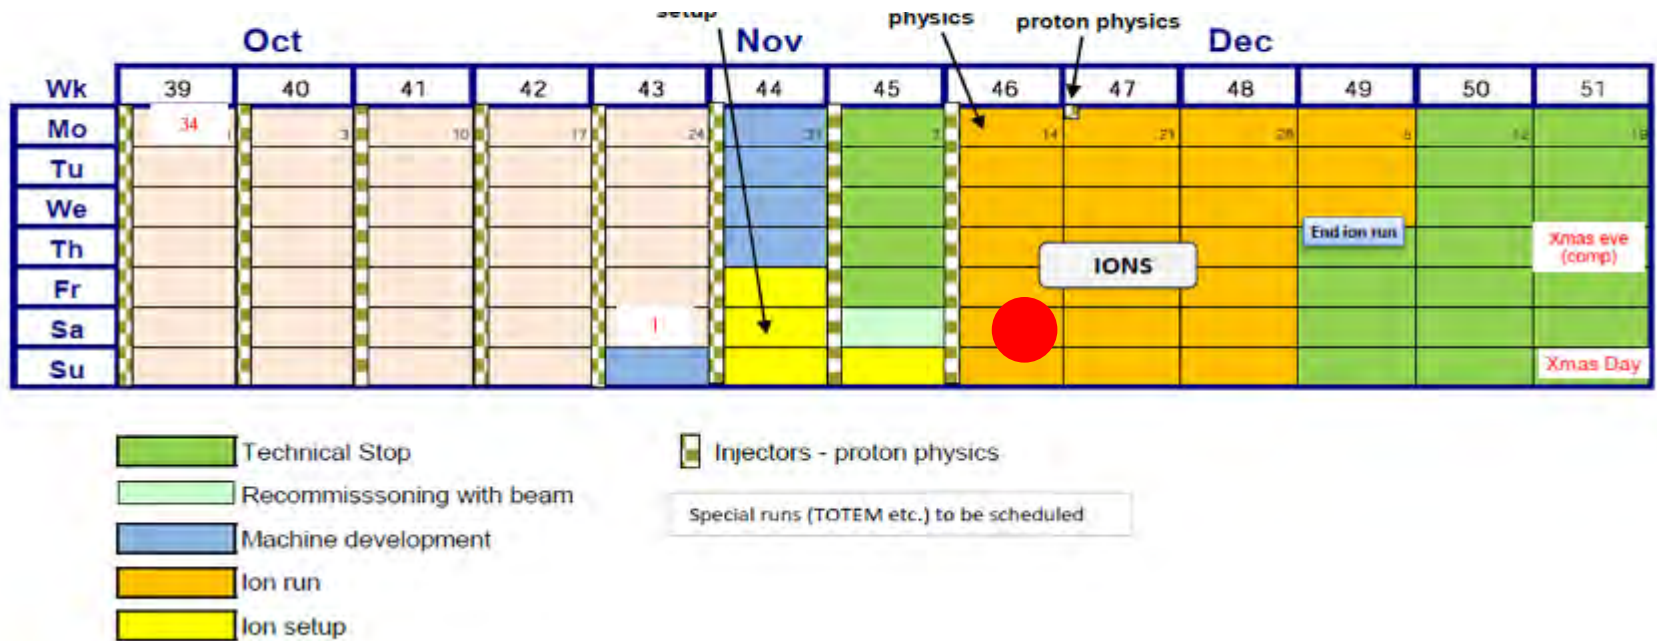 setup
physics
proton physics
Oct Nov Dec
Wk 39 40 41 42 43 44 45 46 47 48 49 50 51
Mo 34 3 10 17 24 31 7 14 21 28 5 12 19
Tu
We
Th End ion run Xmas eve
(comp)
IONS
Fr
Sa
Su Xmas Day
Technical Stop
Recommisssoning with beam
Machine development
Ion run
Ion setup
Injectors - proton physics
Special runs (TOTEM etc.) to be scheduled